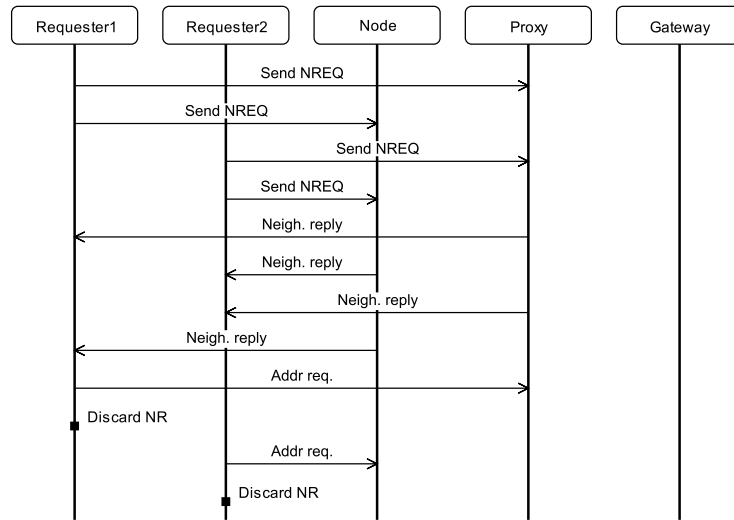 Requester1
Requester2
Node
Proxy
Gateway
Send NREQ
Send NREQ
Send NREQ
Send NREQ
Neigh. reply
Neigh. reply
Neigh. reply
Neigh. reply
Addr req.
Discard NR
Addr req.
Discard NR